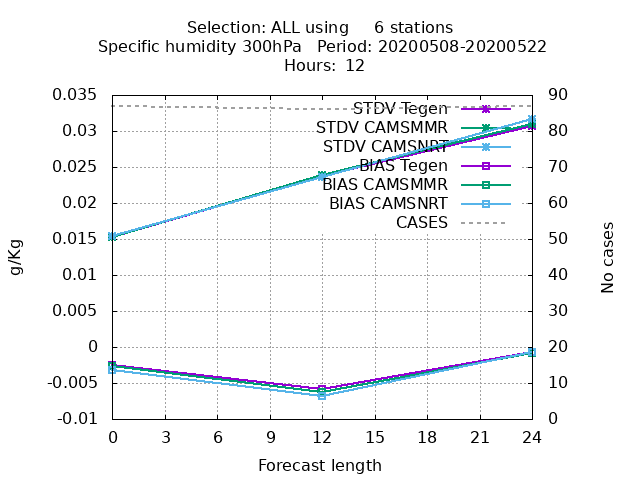 Selection: ALL using 6 stations
Specific humidity 300hPa Period: 20200508-20200522
Hours: 12
0.035
0.03
0.025
0.02
0.015
0.01
0.005
0
-0.005
-0.01
g/Kg
STDV Tegen
STDV CAMSMMR
STDV CAMSNRT
BIAS Tegen
BIAS CAMSMMR
BIAS CAMSNRT
CASES
90
80
70
60
50
40
30
20
10
0
No cases
0 3 6 9 12 15 18 21 24
Forecast length